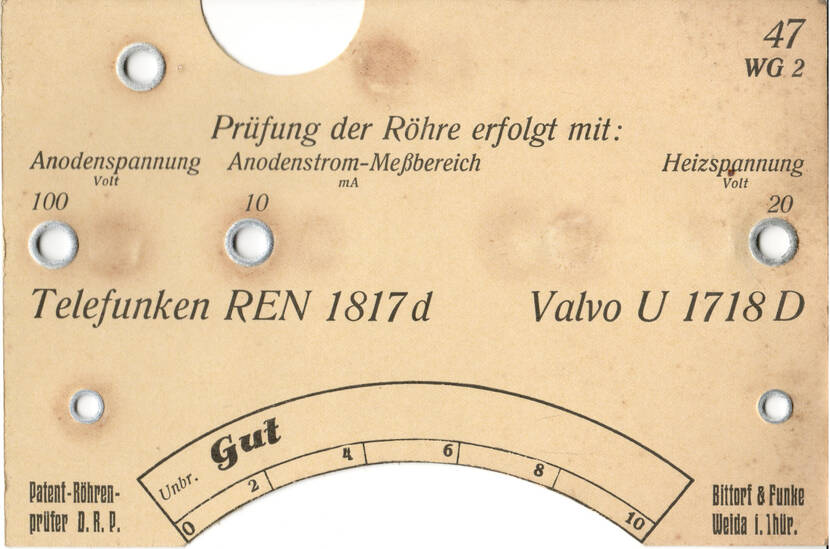 47
WG 2
Prüfung der Röhre erfolgt mit:
Anodenspannung Anodenstrom-Meßbereich Heizspannung
Volt mA Volt
100 10 20
Telefunken REN 1817d Valvo U 1718 D
Unbr. Gut
0 2 4 6 8 10
Patent-Röhren-
prüfer D. R. P.
Bittorf & Funke
Weida i. Thür.